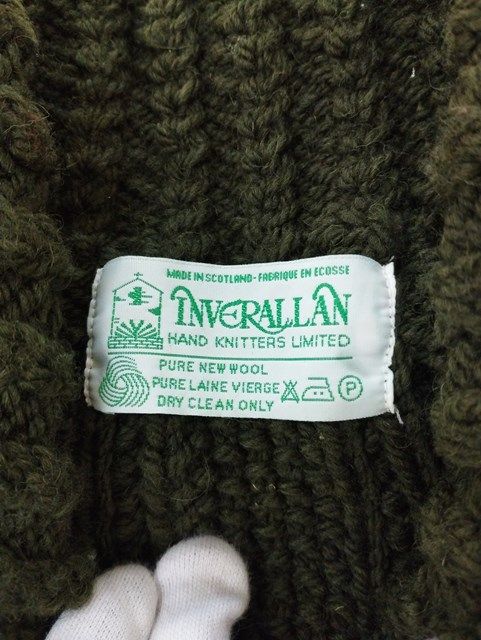 MADE IN SCOTLAND-FABRIQUE EN ECOSSE
INVERALLAN
HAND KNITTERS LIMITED
PURE NEW WOOL
PURE LAINE VIERGE
DRY CLEAN ONLY
P